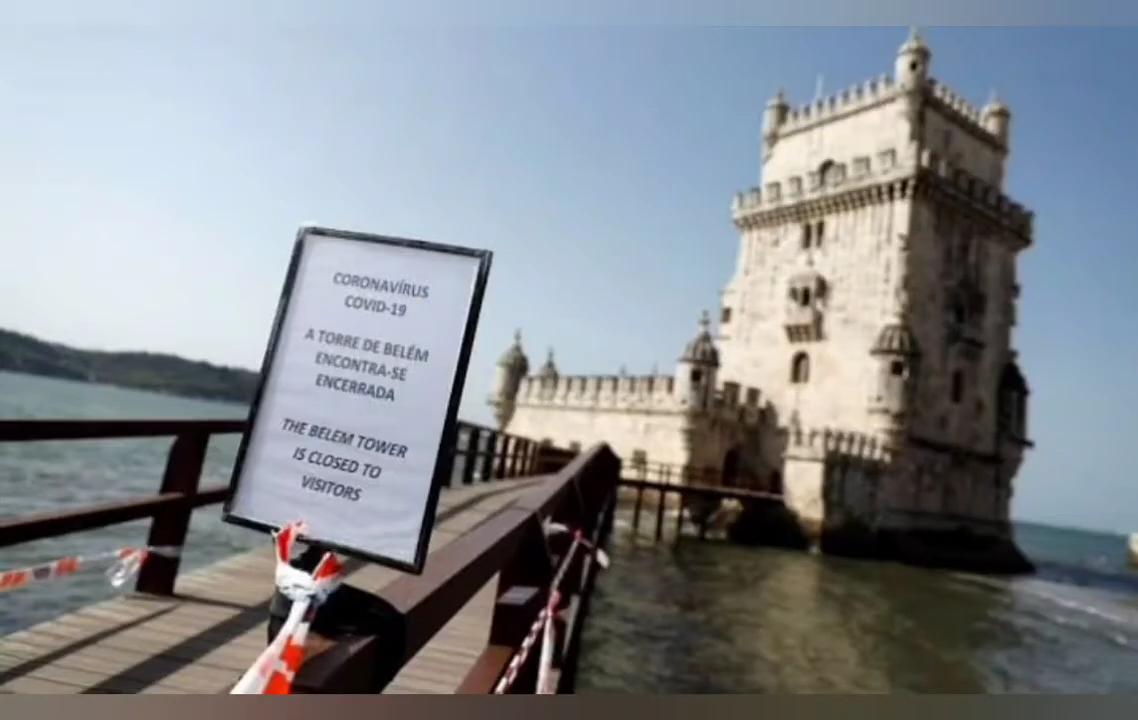 CORONAVÍRUS
COVID-19
A TORRE DE BELÉM
ENCONTRA-SE
ENCERRADA
THE BELEM TOWER
IS CLOSED TO
VISITORS